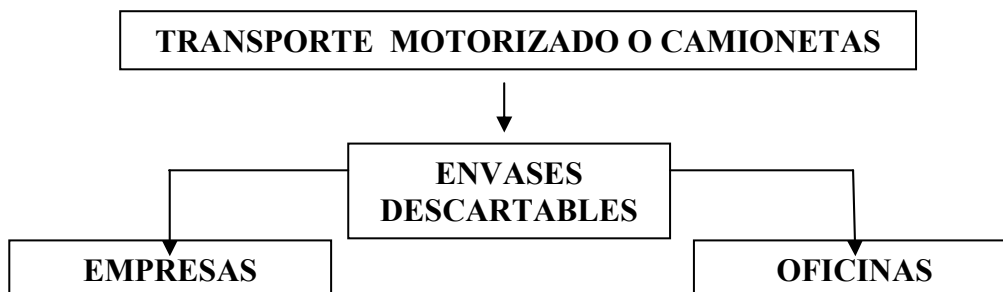 TRANSPORTE MOTORIZADO O CAMIONETAS
ENVASES
DESCARTABLES
EMPRESAS
OFICINAS